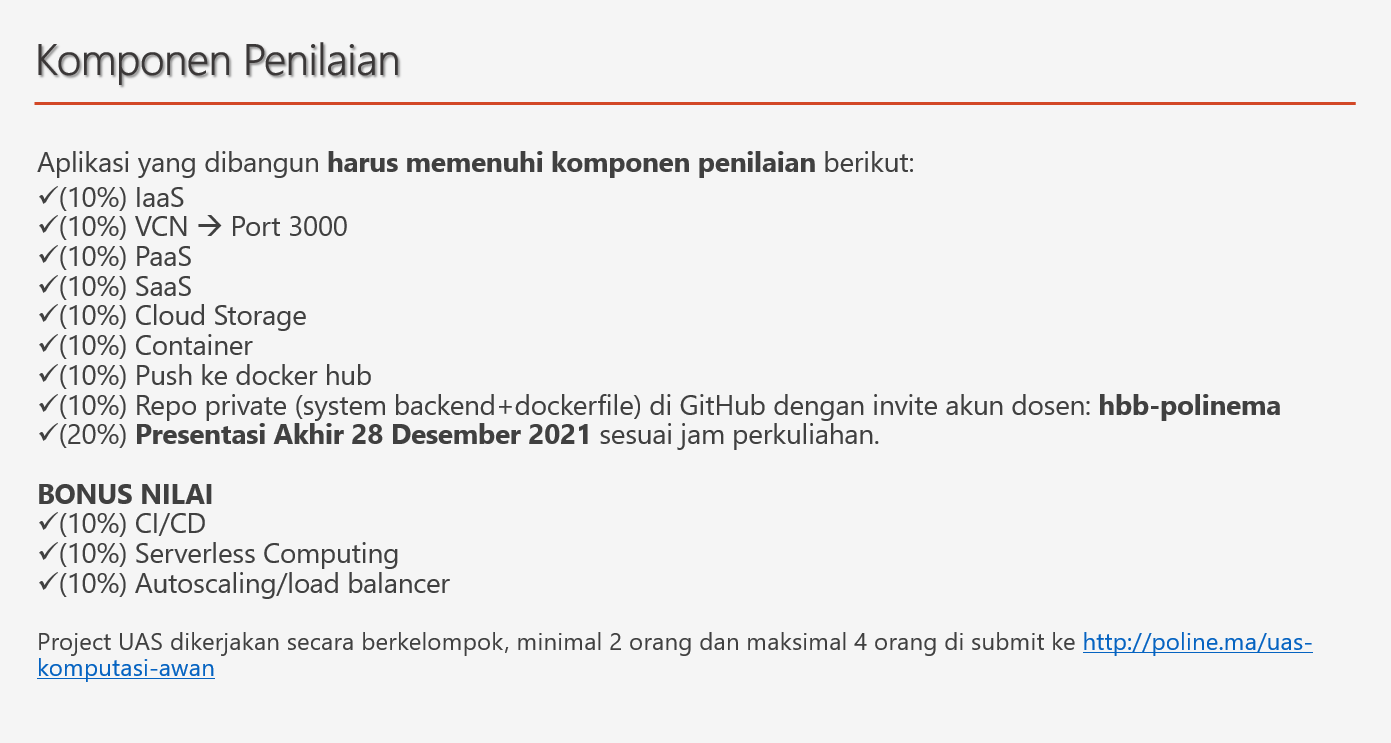 Komponen Penilaian
Aplikasi yang dibangun harus memenuhi komponen penilaian berikut:
✓(10%) IaaS
✓(10%) VCN → Port 3000
✓(10%) PaaS
✓(10%) SaaS
✓(10%) Cloud Storage
✓(10%) Container
✓(10%) Push ke docker hub
✓(10%) Repo private (system backend+dockerfile) di GitHub dengan invite akun dosen: hbb-polinema
✓(20%) Presentasi Akhir 28 Desember 2021 sesuai jam perkuliahan.
BONUS NILAI
✓(10%) CI/CD
✓(10%) Serverless Computing
✓(10%) Autoscaling/load balancer
Project UAS dikerjakan secara berkelompok, minimal 2 orang dan maksimal 4 orang di submit ke http://poline.ma/uas-
komputasi-awan